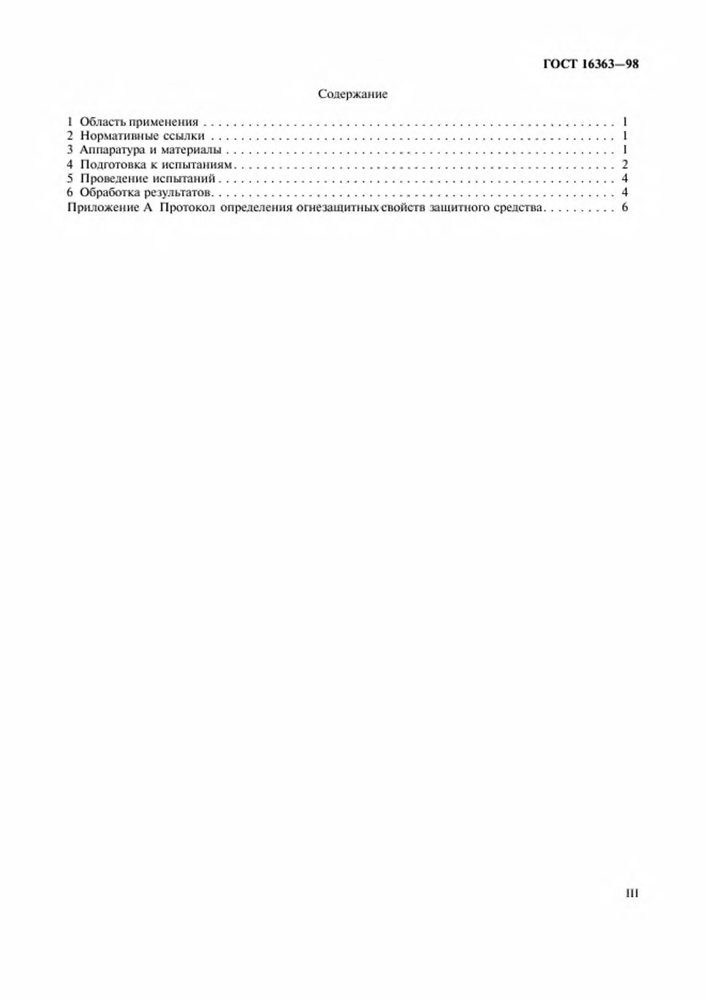 ГОСТ 16363—98
Содержание
1 Область применения . . . . . . . . . . . . . . . . . . . . . . . . . . . . . . 1
2 Нормативные ссылки . . . . . . . . . . . . . . . . . . . . . . . . . . . . . . 1
3 Аппаратура и материалы . . . . . . . . . . . . . . . . . . . . . . . . . . . . . . 1
4 Подготовка к испытаниям. . . . . . . . . . . . . . . . . . . . . . . . . . . . . . 2
5 Проведение испытаний . . . . . . . . . . . . . . . . . . . . . . . . . . . . . . 4
6 Обработка результатов. . . . . . . . . . . . . . . . . . . . . . . . . . . . . . 4
Приложение А Протокол определения огнезащитных свойств защитного средства. . . . . . . . . . 6
III